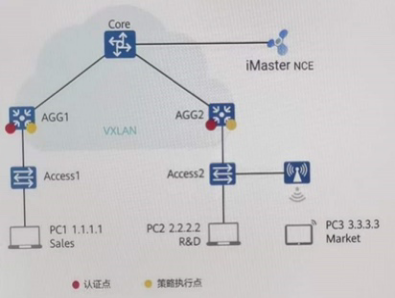 Core
iMaster NCE
AGG1
AGG2
VXLAN
Access1
Access2
PC1 1.1.1.1
Sales
PC2 2.2.2.2
R&D
PC3 3.3.3.3
Market
认证点
策略执行点